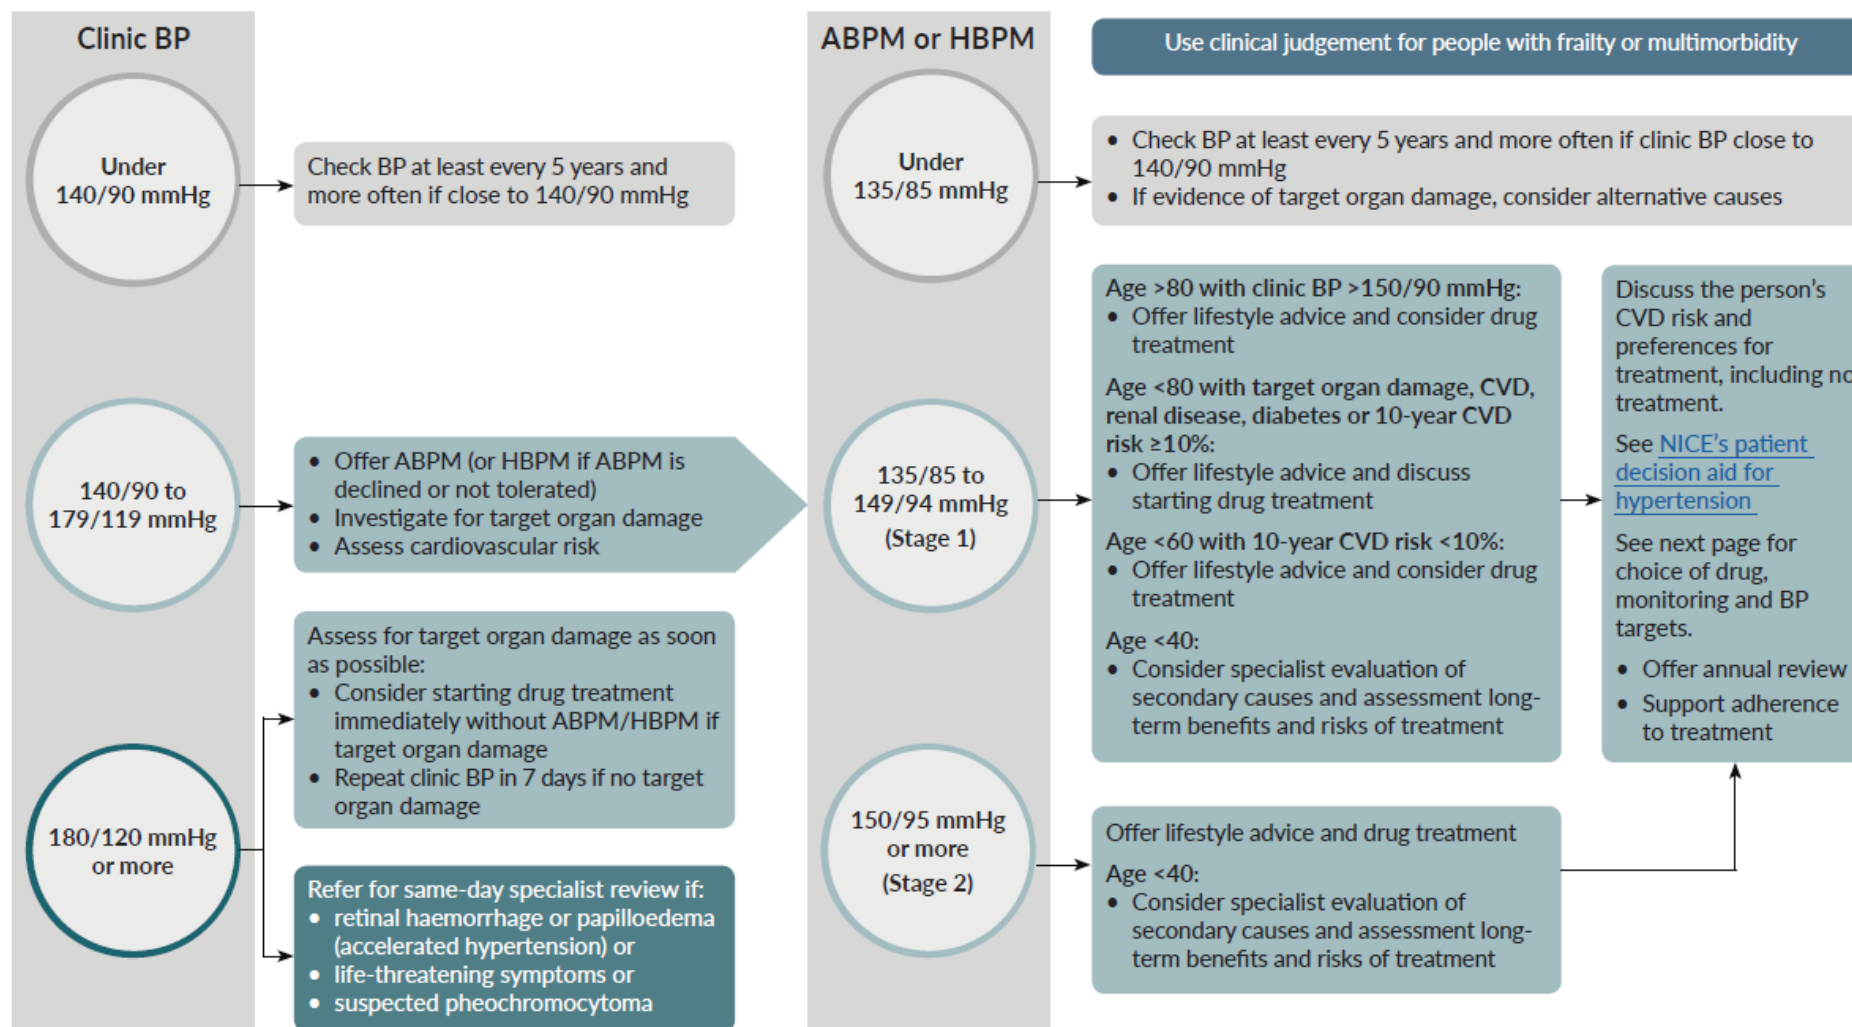 Clinic BP
Under
140/90 mmHg
Check BP at least every 5 years and
more often if close to 140/90 mmHg
140/90 to
179/119 mmHg
• Offer ABPM (or HBPM if ABPM is
declined or not tolerated)
• Investigate for target organ damage
• Assess cardiovascular risk
180/120 mmHg
or more
Assess for target organ damage as soon
as possible:
• Consider starting drug treatment
immediately without ABPM/HBPM if
target organ damage
• Repeat clinic BP in 7 days if no target
organ damage
Refer for same-day specialist review if:
• retinal haemorrhage or papilloedema
(accelerated hypertension) or
• life-threatening symptoms or
• suspected pheochromocytoma
ABPM or HBPM
Use clinical judgement for people with frailty or multimorbidity
Under
135/85 mmHg
• Check BP at least every 5 years and more often if clinic BP close to
140/90 mmHg
• If evidence of target organ damage, consider alternative causes
135/85 to
149/94 mmHg
(Stage 1)
Age >80 with clinic BP >150/90 mmHg:
• Offer lifestyle advice and consider drug
treatment
Age <80 with target organ damage, CVD,
renal disease, diabetes or 10-year CVD
risk ≥10%:
• Offer lifestyle advice and discuss
starting drug treatment
Age <60 with 10-year CVD risk <10%:
• Offer lifestyle advice and consider drug
treatment
Age <40:
• Consider specialist evaluation of
secondary causes and assessment long-
term benefits and risks of treatment
Discuss the person's
CVD risk and
preferences for
treatment, including no
treatment.
See NICE's patient
decision aid for
hypertension
See next page for
choice of drug,
monitoring and BP
targets.
• Offer annual review
• Support adherence
to treatment
150/95 mmHg
or more
(Stage 2)
Offer lifestyle advice and drug treatment
Age <40:
• Consider specialist evaluation of
secondary causes and assessment long-
term benefits and risks of treatment